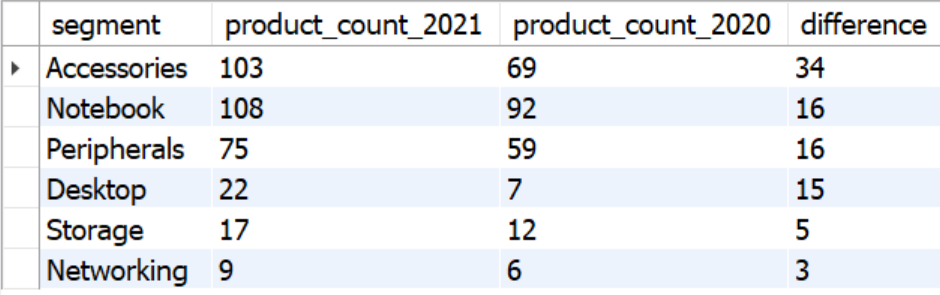 segment product_count_2021 product_count_2020 difference
Accessories 103 69 34
Notebook 108 92 16
Peripherals 75 59 16
Desktop 22 7 15
Storage 17 12 5
Networking 9 6 3